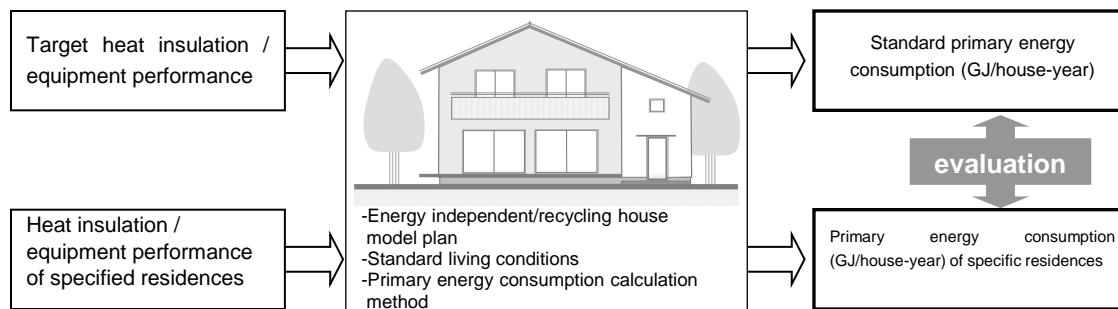 Target heat insulation /
equipment performance
Standard primary energy
consumption (GJ/house-year)
evaluation
Heat insulation /
equipment performance
of specified residences
-Energy independent/recycling house
model plan
-Standard living conditions
-Primary energy consumption calculation
method
Primary energy consumption
(GJ/house-year) of specific residences